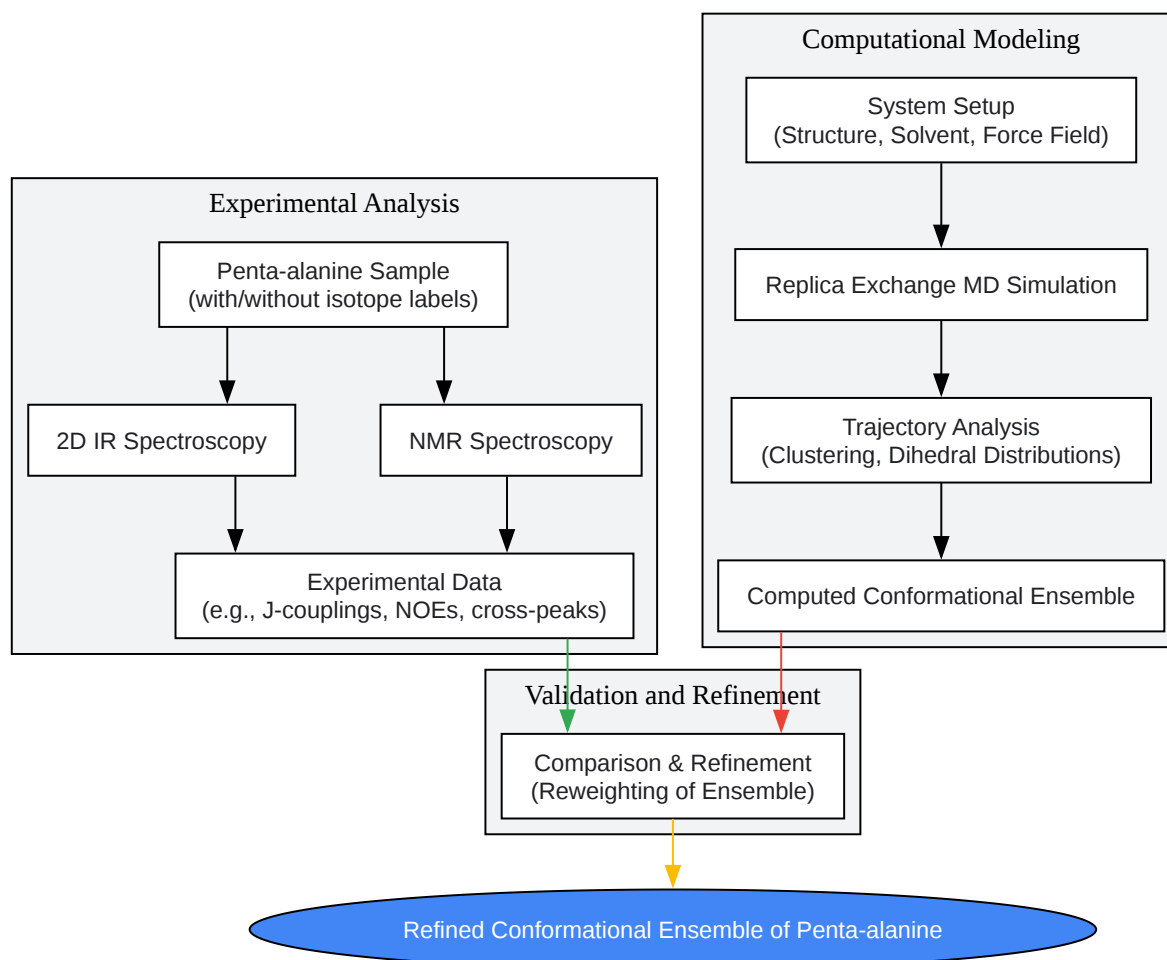 Experimental Analysis
Penta-alanine Sample
(with/without isotope labels)
2D IR Spectroscopy
NMR Spectroscopy
Experimental Data
(e.g., J-couplings, NOEs, cross-peaks)
Computational Modeling
System Setup
(Structure, Solvent, Force Field)
Replica Exchange MD Simulation
Trajectory Analysis
(Clustering, Dihedral Distributions)
Computed Conformational Ensemble
Validation and Refinement
Comparison & Refinement
(Reweighting of Ensemble)
Refined Conformational Ensemble of Penta-alanine